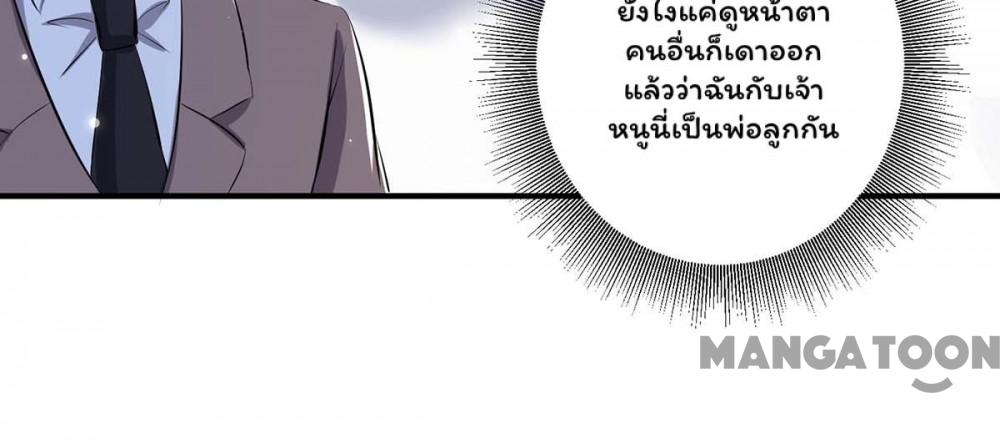 ยังไงแค่ดูหน้าตา
คนอื่นก็เดาออก
แล้วว่าฉันกับเจ้า
หนูนี่เป็นพ่อลูกกัน
MANGATOON